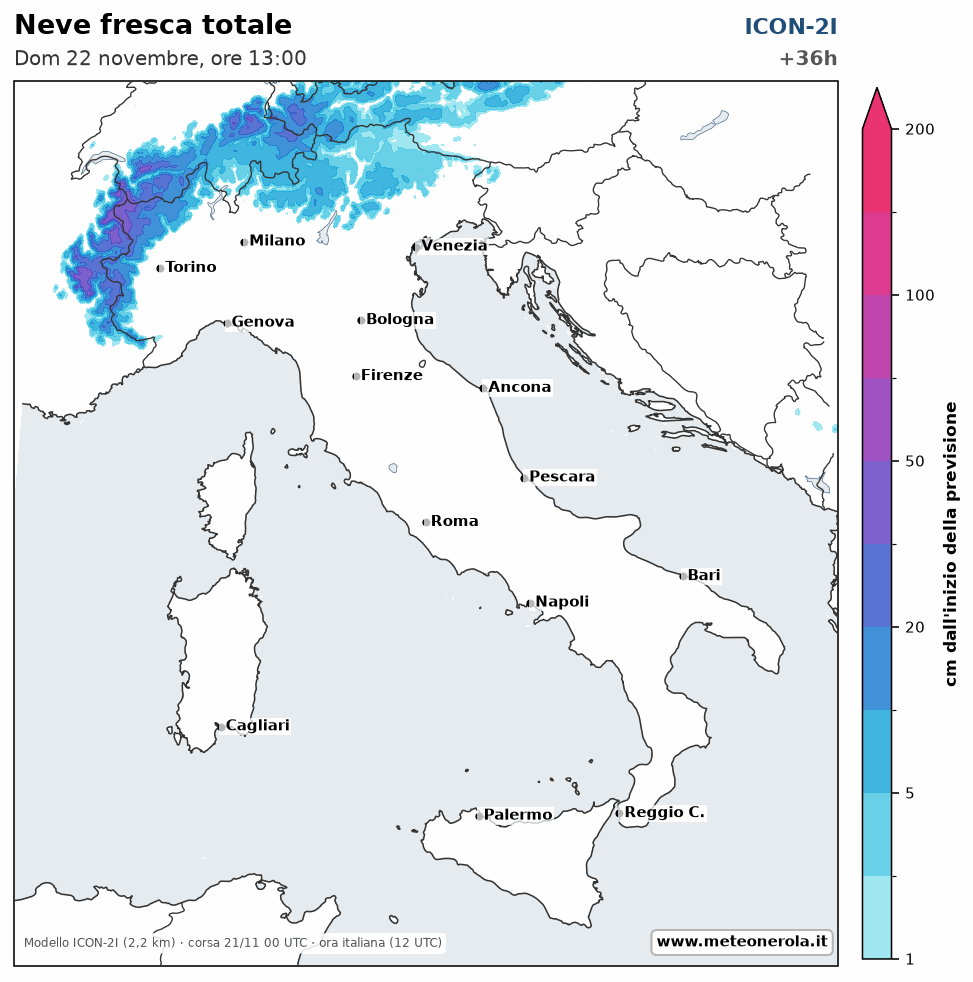 Neve fresca totale
ICON-2I
Dom 22 novembre, ore 13:00
+36h
Milano
Venezia
Torino
Genova
Bologna
Firenze
Ancona
Pescara
Roma
Bari
Napoli
Cagliari
Palermo
Reggio C.
200
100
50
20
5
1
cm dall'inizio della previsione
Modello ICON-2I (2,2 km) · corsa 21/11 00 UTC · ora italiana (12 UTC)
www.meteonerola.it